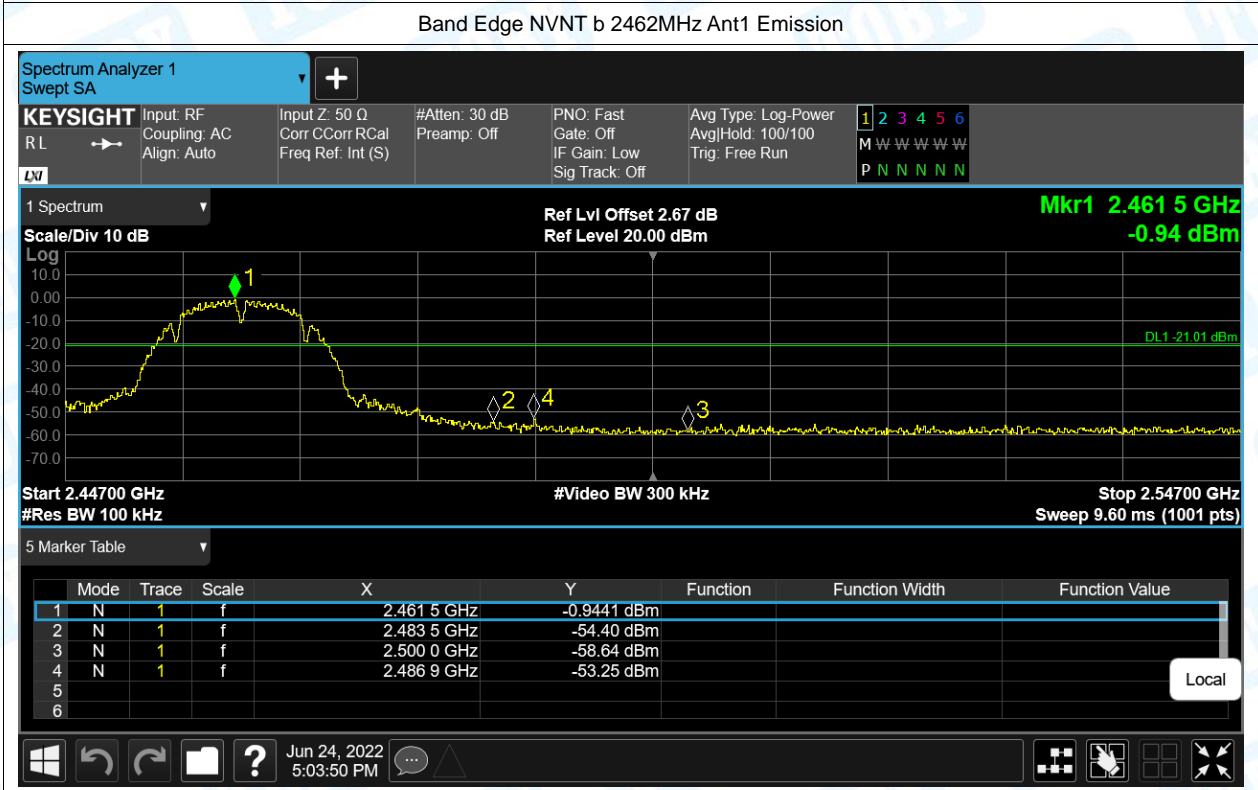 Band Edge NVNT b 2462MHz Ant1 Emission
Spectrum Analyzer 1
Swept SA
KEYSIGHT Input: RF Input Z: 50 Ω #Atten: 30 dB PNO: Fast Avg Type: Log-Power 1 2 3 4 5 6
R L Coupling: AC Corr CCorr RCal Preamp: Off Gate: Off Avg|Hold: 100/100 M W W W W W
Align: Auto Freq Ref: Int (S) IF Gain: Low Trig: Free Run
LXI Sig Track: Off P N N N N N
1 Spectrum Ref Lvl Offset 2.67 dB Mkr1 2.461 5 GHz
Scale/Div 10 dB Ref Level 20.00 dBm -0.94 dBm
Log
10.0 1
0.00
-10.0
-20.0 DL1 -21.01 dBm
-30.0
-40.0 2 4
-50.0 3
-60.0
-70.0
Start 2.44700 GHz #Video BW 300 kHz Stop 2.54700 GHz
#Res BW 100 kHz Sweep 9.60 ms (1001 pts)
5 Marker Table
Mode Trace Scale X Y Function Function Width Function Value
1 N 1 f 2.461 5 GHz -0.9441 dBm
2 N 1 f 2.483 5 GHz -54.40 dBm
3 N 1 f 2.500 0 GHz -58.64 dBm
4 N 1 f 2.486 9 GHz -53.25 dBm
5
6
Local
? Jun 24, 2022
5:03:50 PM